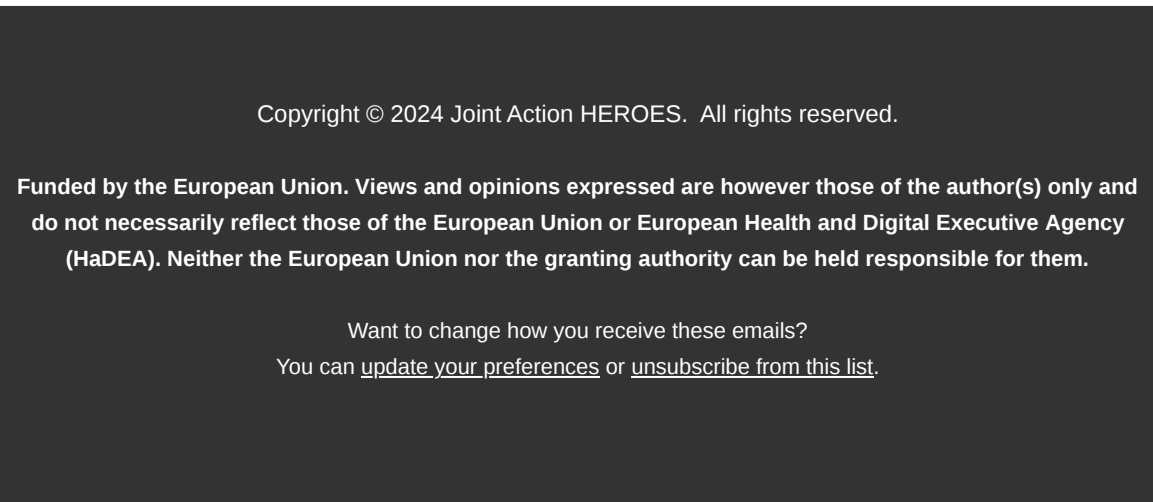 Copyright © 2024 Joint Action HEROES.  All rights reserved.
Funded by the European Union. Views and opinions expressed are however those of the author(s) only and
do not necessarily reflect those of the European Union or European Health and Digital Executive Agency
(HaDEA). Neither the European Union nor the granting authority can be held responsible for them.
Want to change how you receive these emails?
You can update your preferences or unsubscribe from this list.